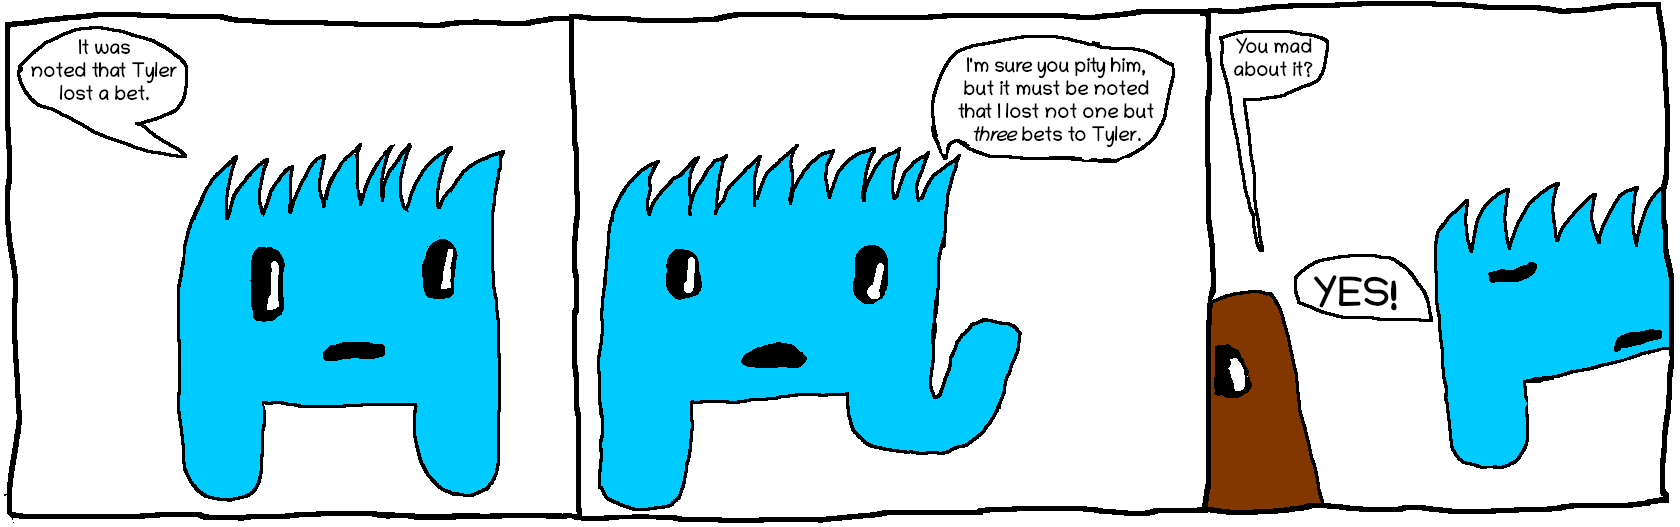 It was
noted that Tyler
lost a bet.
I'm sure you pity him,
but it must be noted
that I lost not one but
three bets to Tyler.
You mad
about it?
YES!